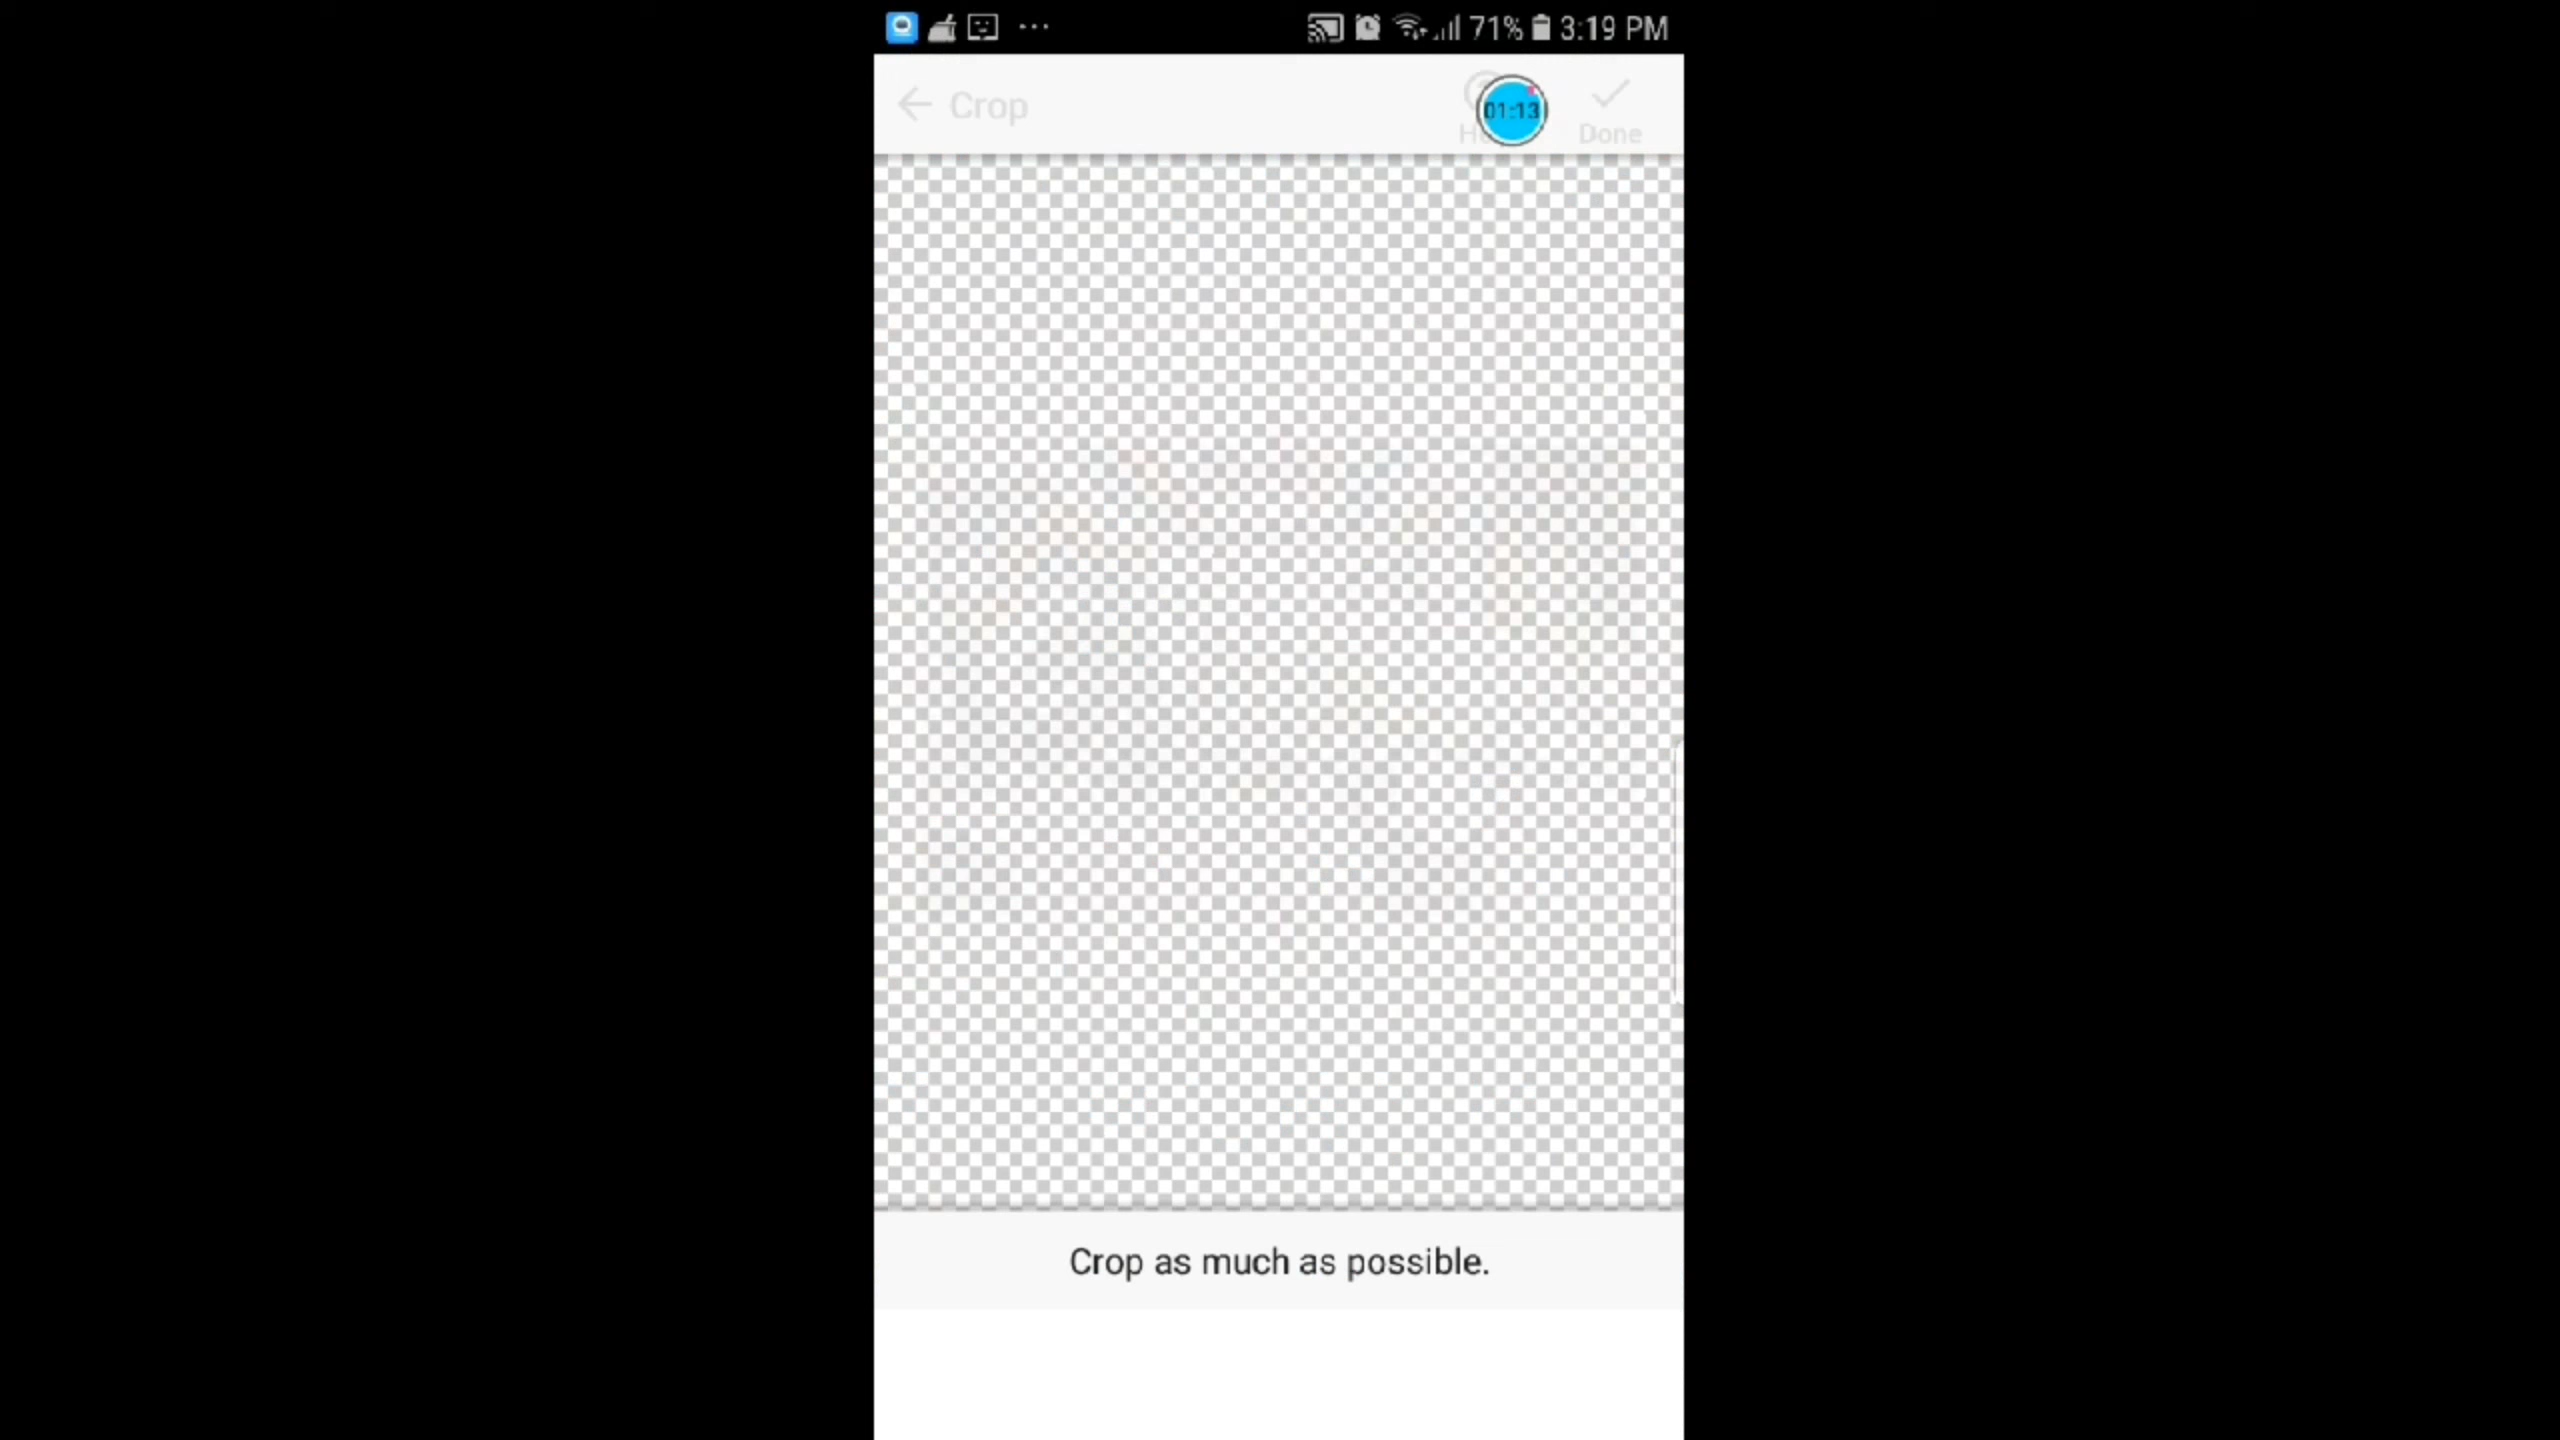 71% 3:19 PM
Crop
01:13
Done
Crop as much as possible.